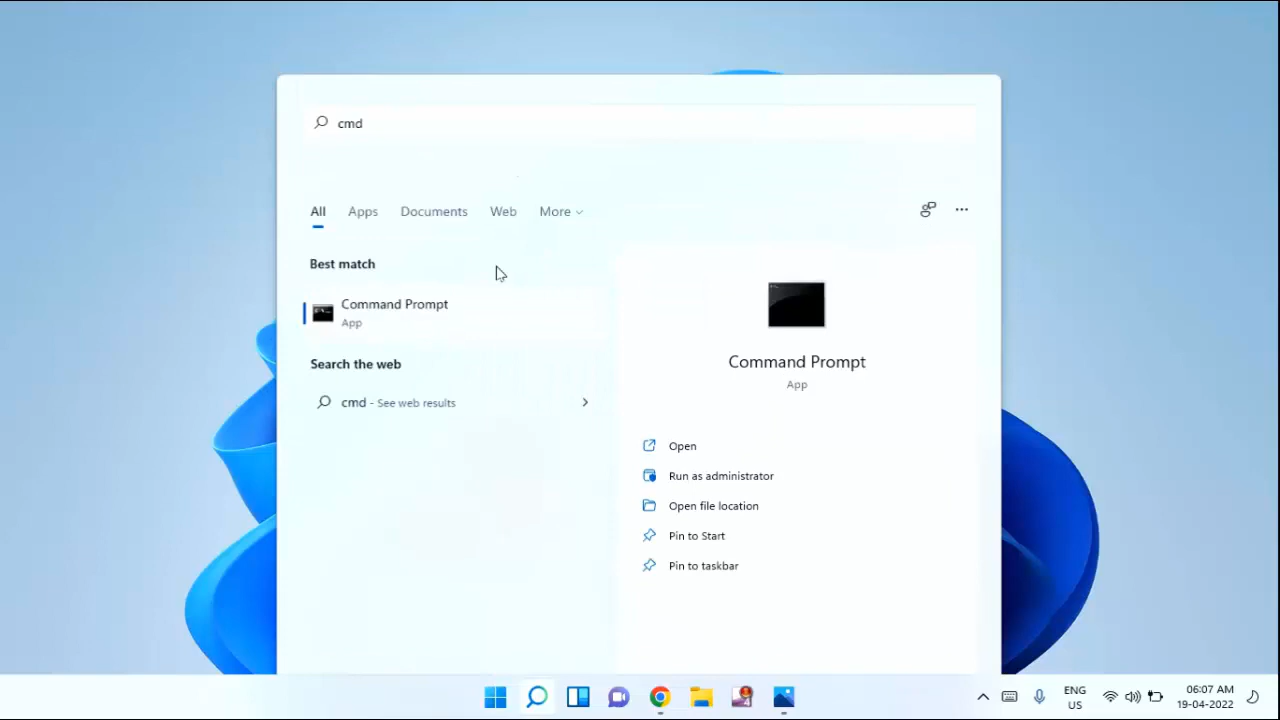 cmd
All Apps Documents Web More
Best match
Command Prompt
App
Search the web
cmd - See web results
Command Prompt
App
Open
Run as administrator
Open file location
Pin to Start
Pin to taskbar
ENG
US
06:07 AM
19-04-2022